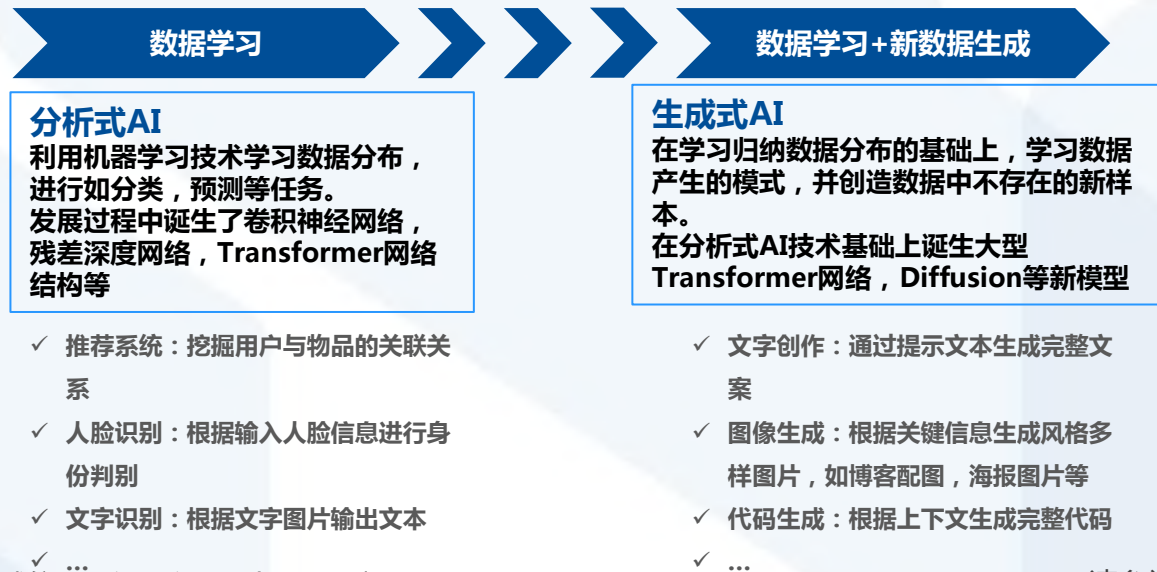 数据学习
数据学习+新数据生成
分析式AI
利用机器学习技术学习数据分布，
进行如分类，预测等任务。
发展过程中诞生了卷积神经网络，
残差深度网络，Transformer网络
结构等
✓ 推荐系统：挖掘用户与物品的关联关
系
✓ 人脸识别：根据输入人脸信息进行身
份判别
✓ 文字识别：根据文字图片输出文本
✓ ...
生成式AI
在学习归纳数据分布的基础上，学习数据
产生的模式，并创造数据中不存在的新样
本。
在分析式AI技术基础上诞生大型
Transformer网络，Diffusion等新模型
✓ 文字创作：通过提示文本生成完整文
案
✓ 图像生成：根据关键信息生成风格多
样图片，如博客配图，海报图片等
✓ 代码生成：根据上下文生成完整代码
✓ ...